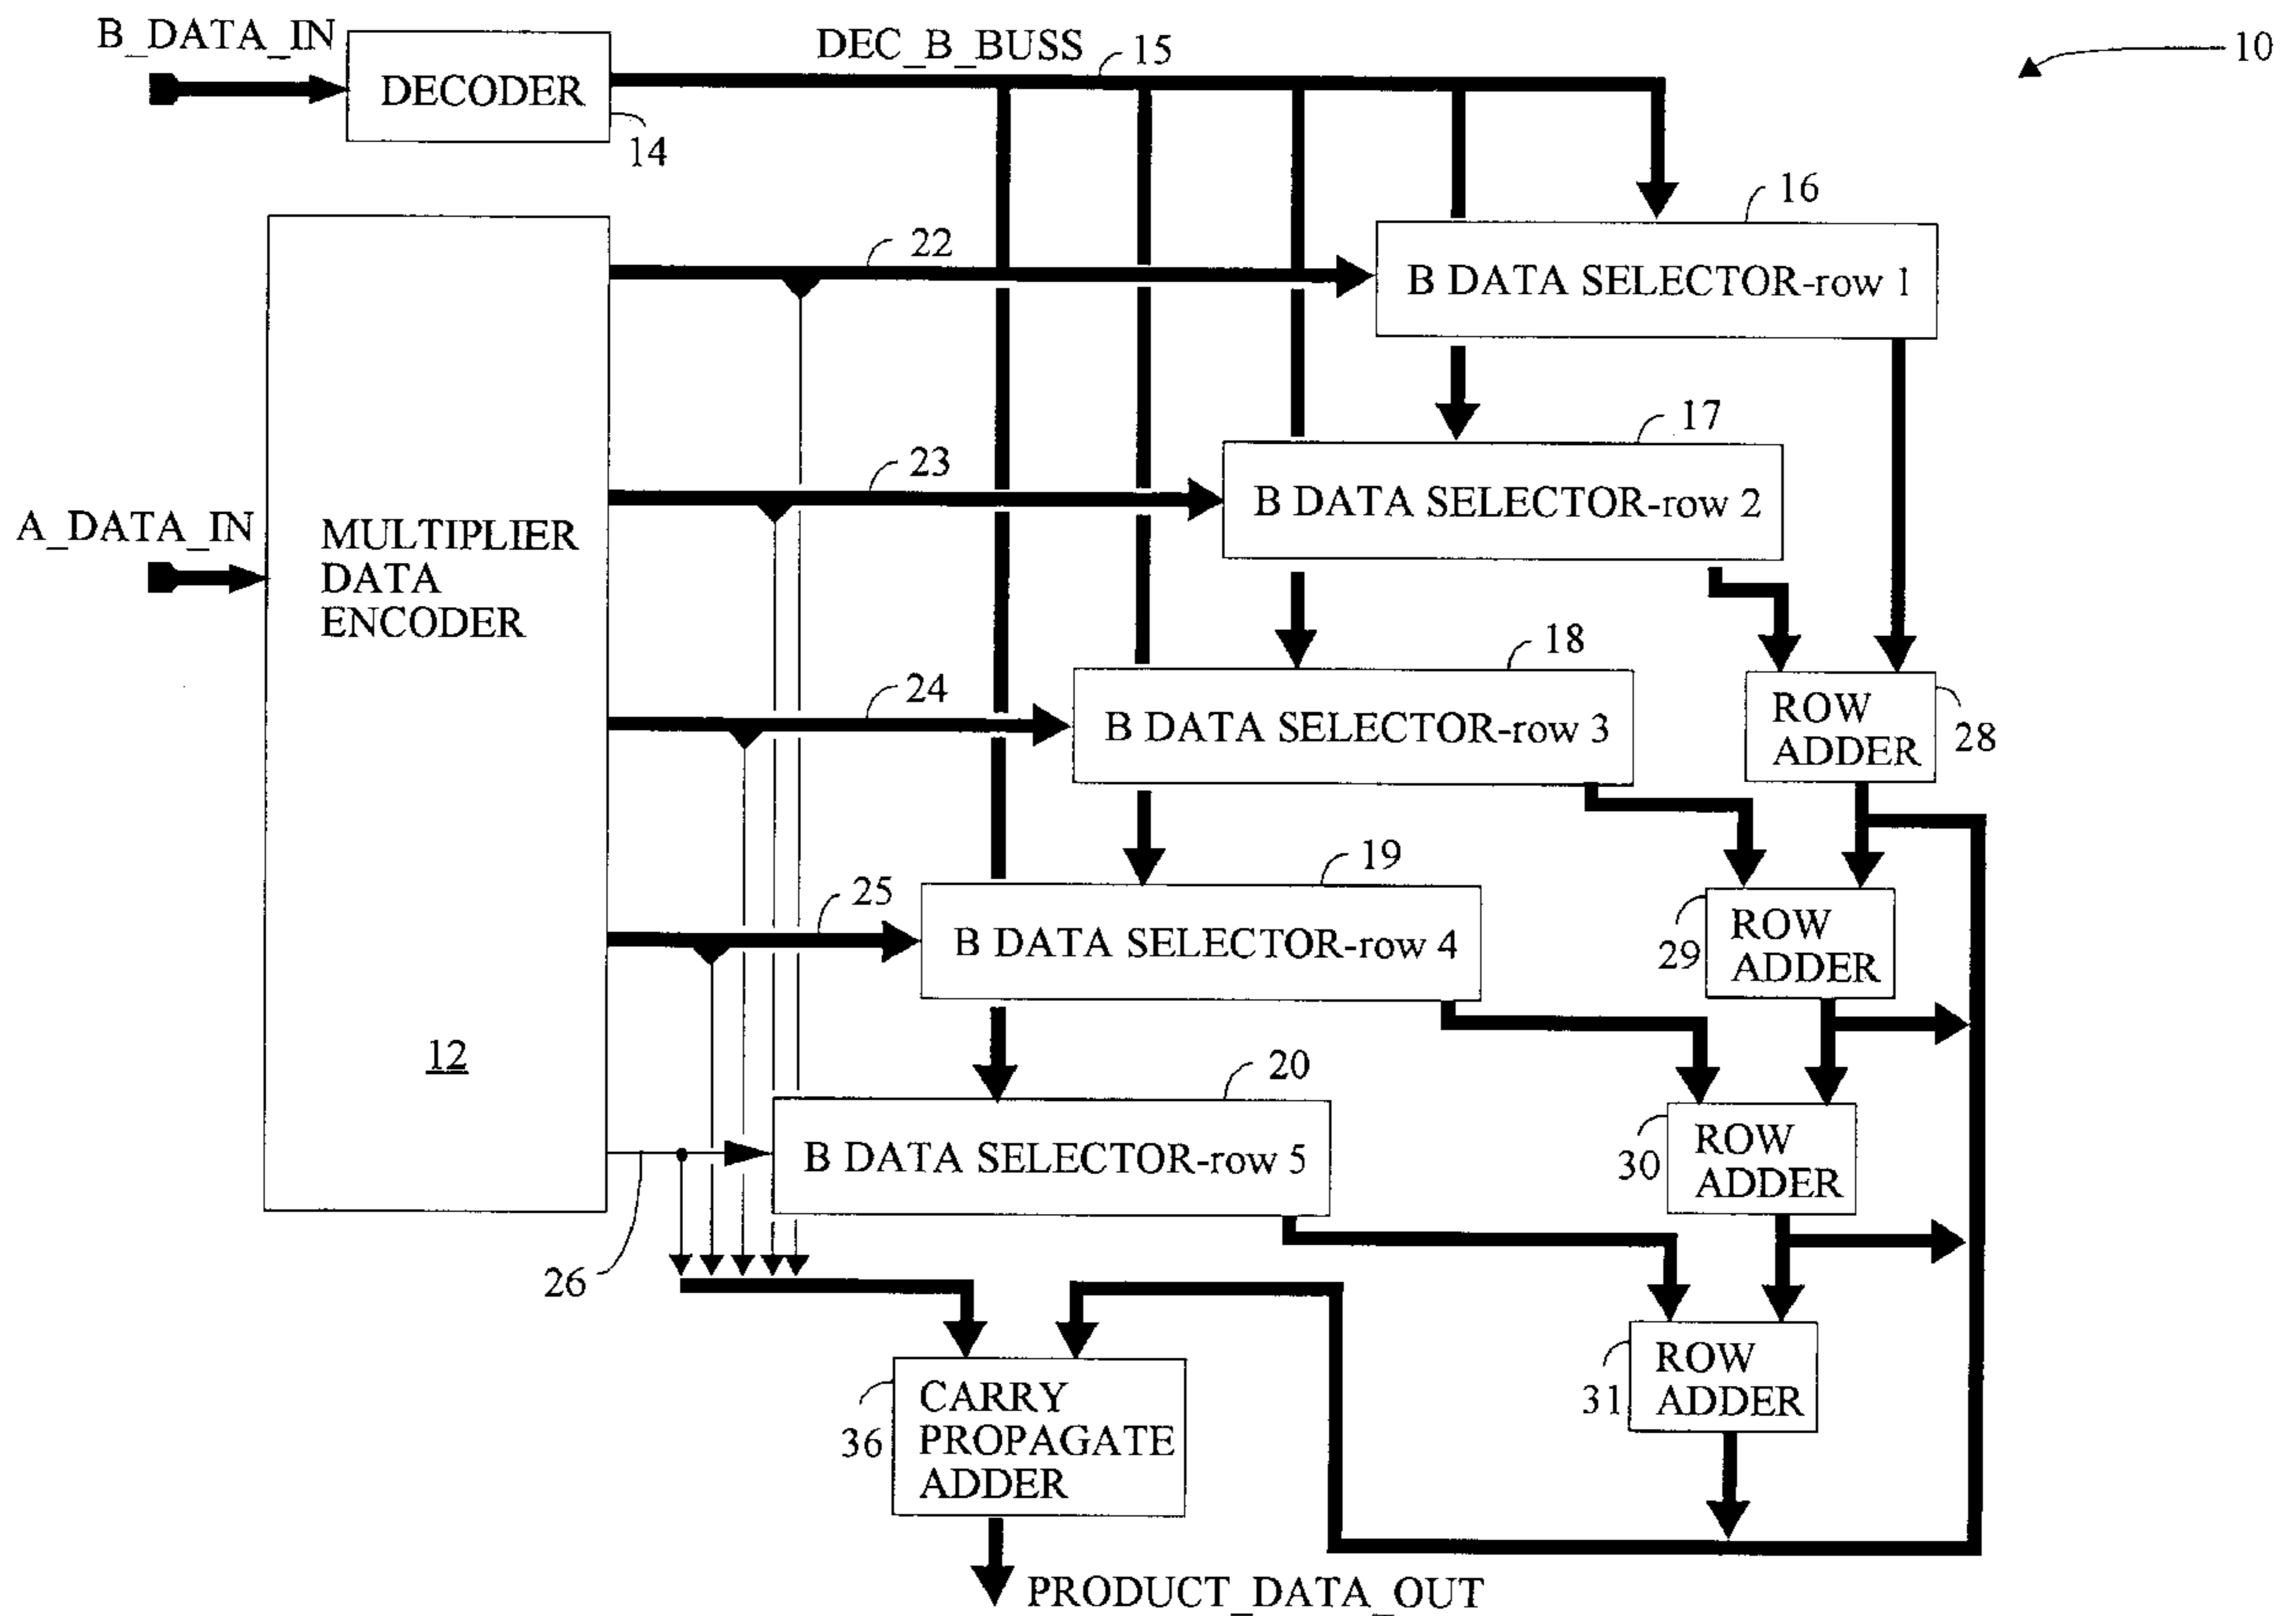 B_DATA_IN
DECODER
14
DEC_B_BUSS
15
10
16
22
B DATA SELECTOR-row 1
17
23
B DATA SELECTOR-row 2
A_DATA_IN
MULTIPLIER
DATA
ENCODER
18
24
B DATA SELECTOR-row 3
ROW
ADDER
28
19
25
B DATA SELECTOR-row 4
ROW
ADDER
29
12
20
B DATA SELECTOR-row 5
ROW
ADDER
30
26
ROW
ADDER
31
CARRY
PROPAGATE
ADDER
36
PRODUCT_DATA_OUT